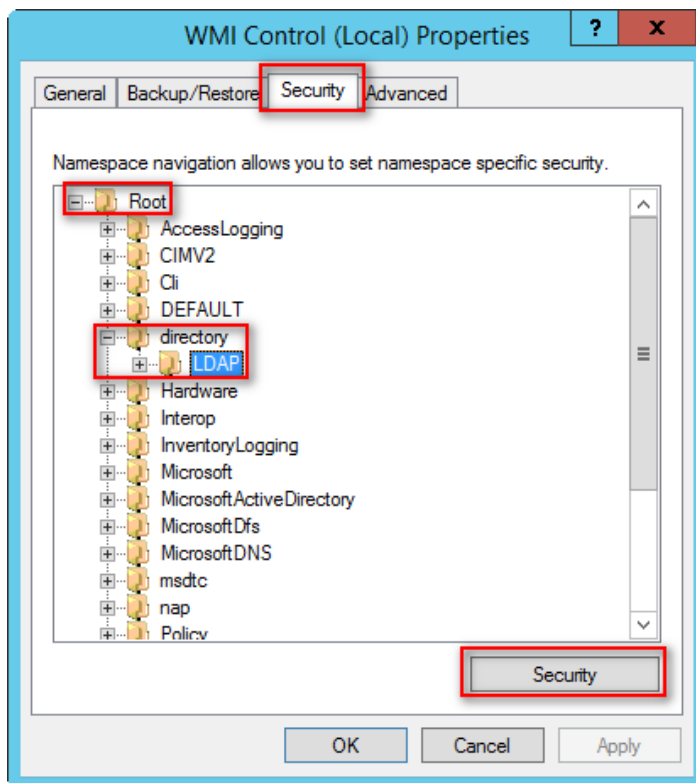 WMI Control (Local) Properties ? x
General Backup/Restore Security Advanced
Namespace navigation allows you to set namespace specific security.
Root
AccessLogging
CIMV2
Cli
DEFAULT
directory
LDAP
Hardware
Interop
InventoryLogging
Microsoft
MicrosoftActiveDirectory
MicrosoftDfs
MicrosoftDNS
msdtc
nap
Policy
Security
OK Cancel Apply